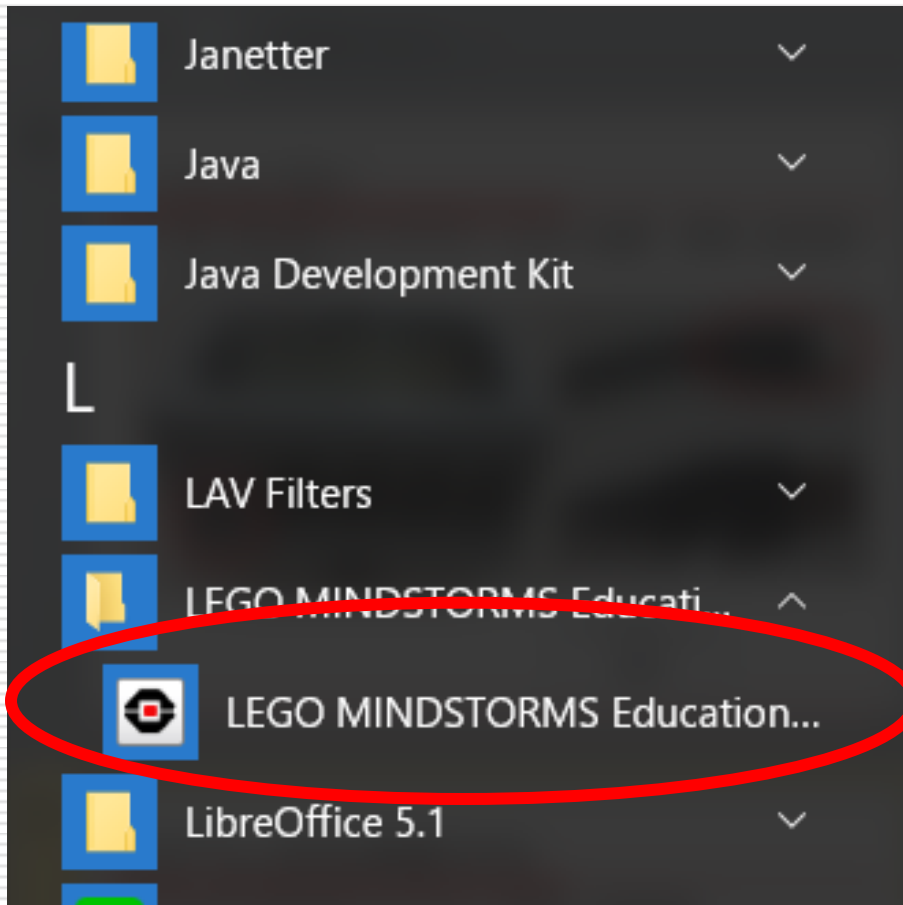 Janetter
Java
Java Development Kit
L
LAV Filters
LEGO MINDSTORMS Educati...
LEGO MINDSTORMS Education...
LibreOffice 5.1